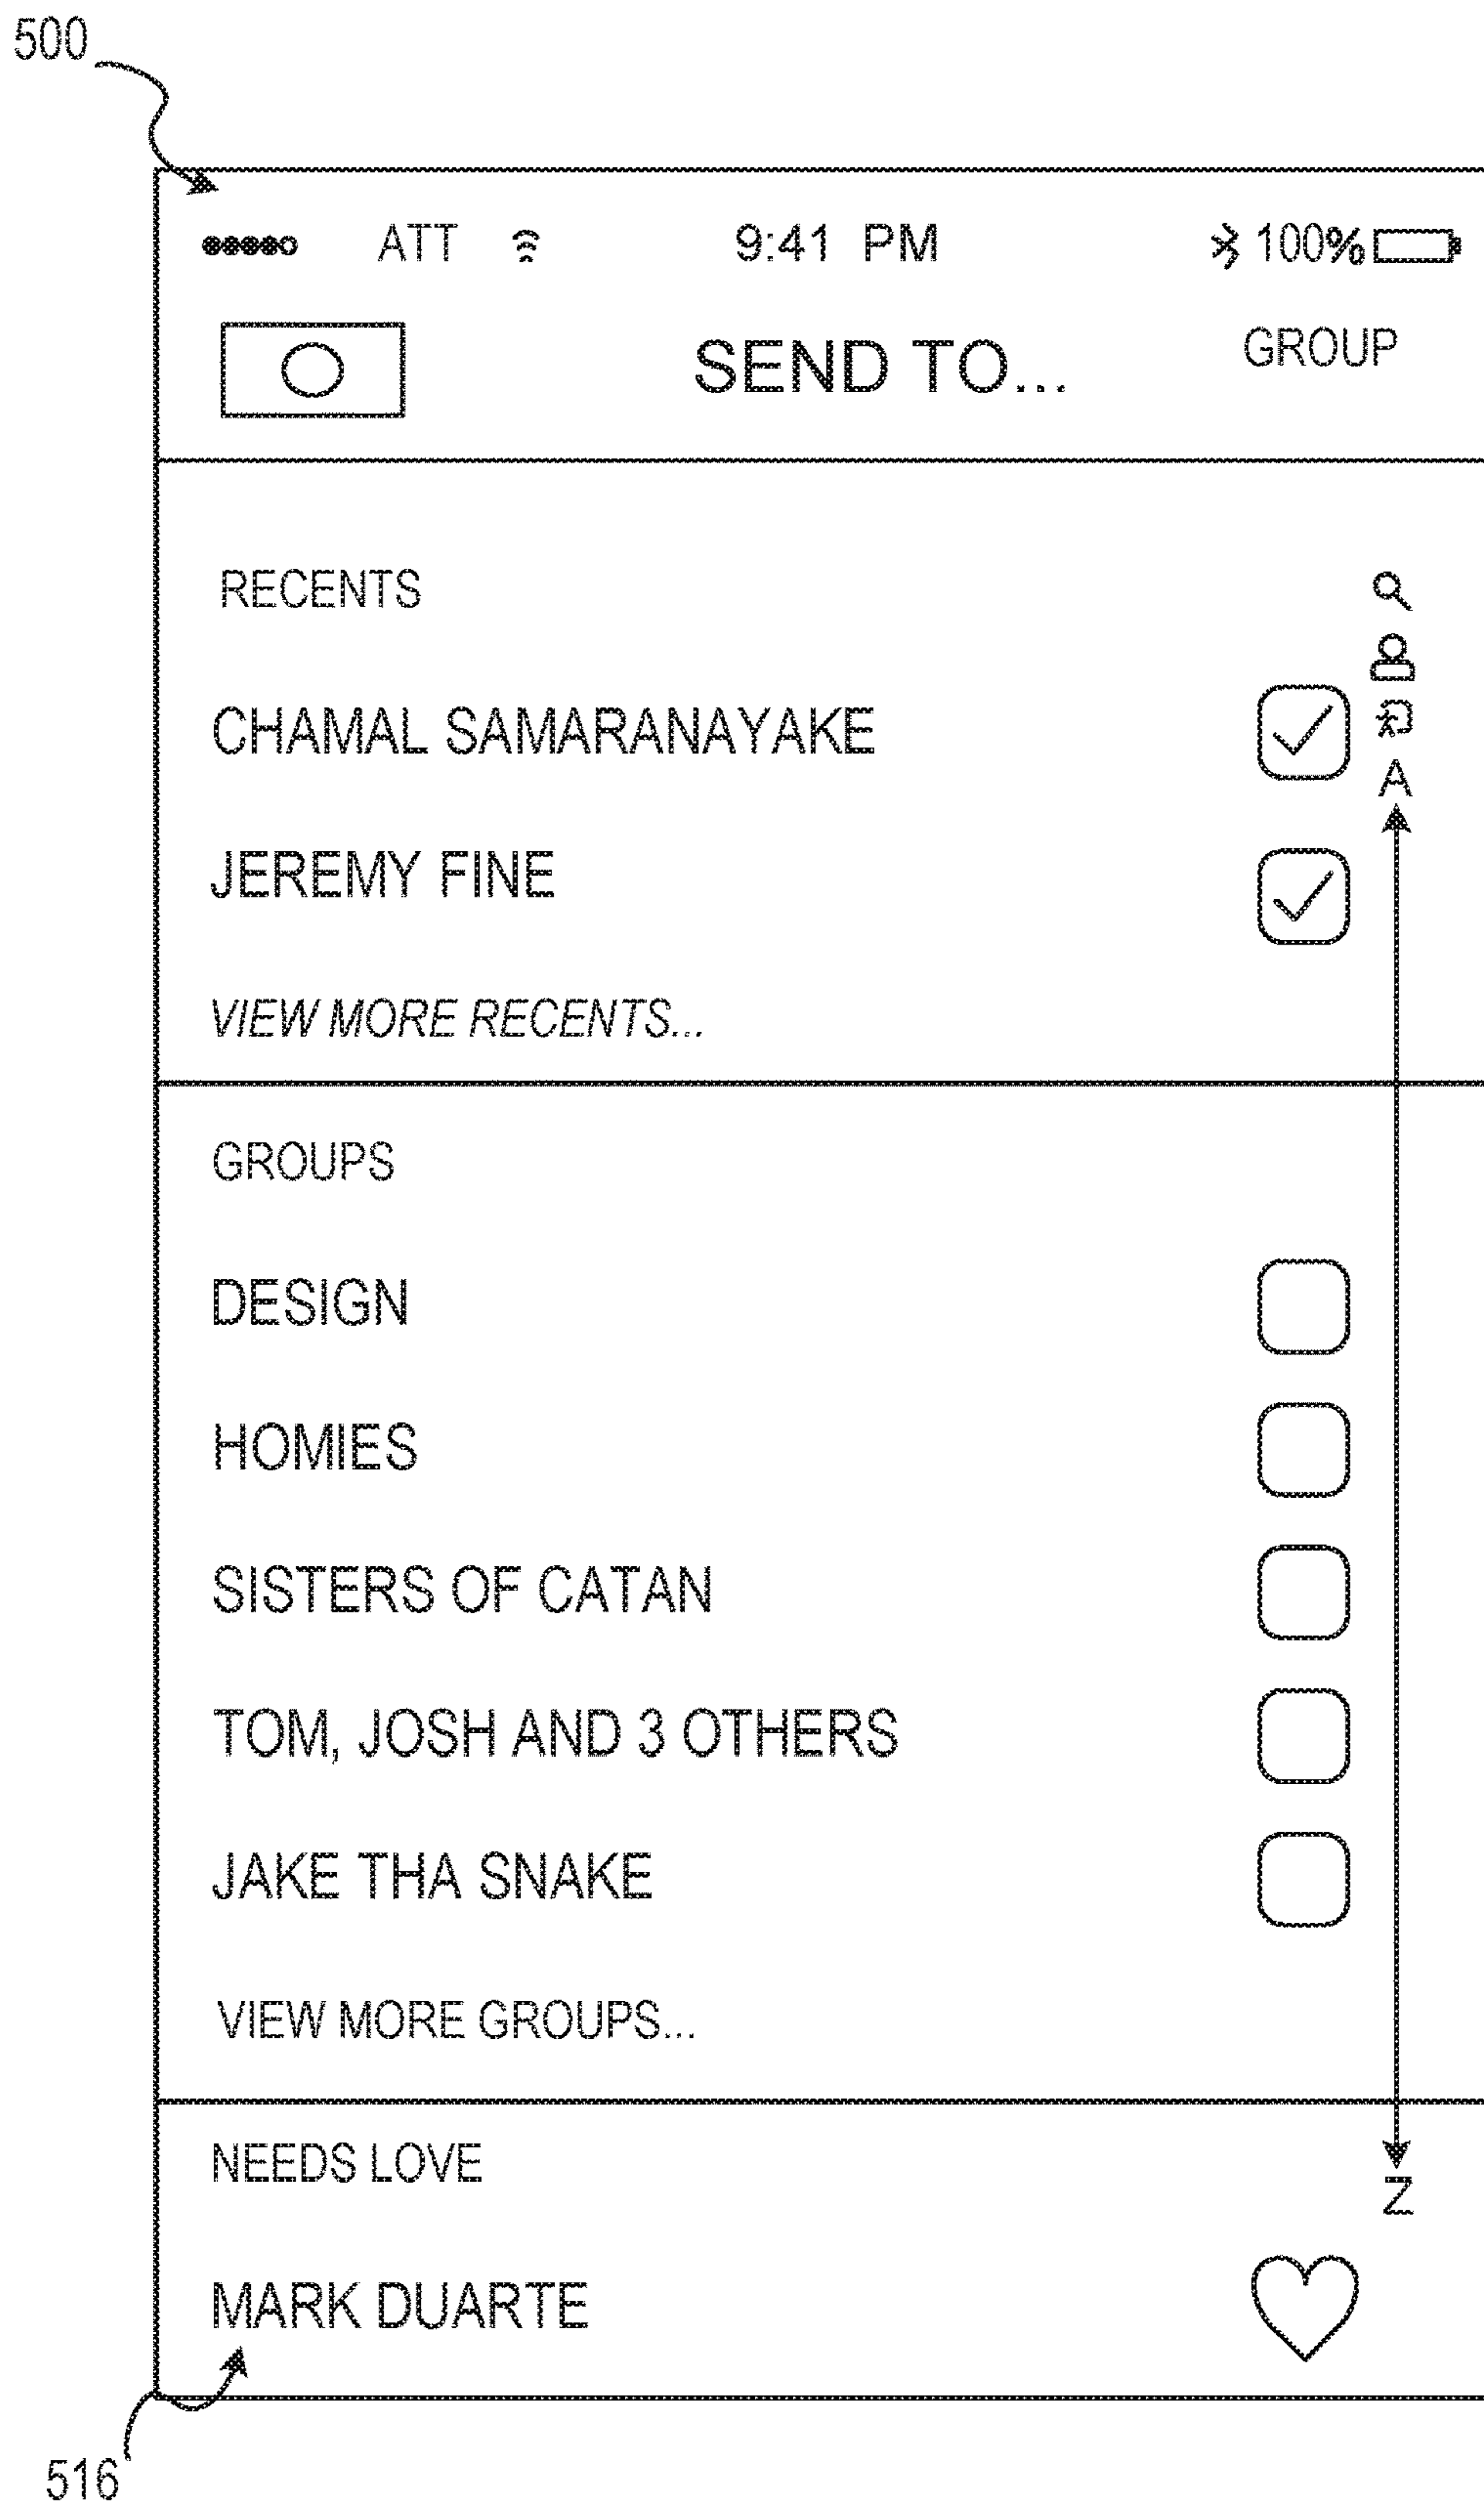 500
ATT 9:41 PM 100%
SEND TO... GROUP
RECENTS
CHAMAL SAMARANAYAKE
A
JEREMY FINE
VIEW MORE RECENTS...
GROUPS
DESIGN
HOMIES
SISTERS OF CATAN
TOM, JOSH AND 3 OTHERS
JAKE THA SNAKE
VIEW MORE GROUPS...
NEEDS LOVE
Z
MARK DUARTE
516